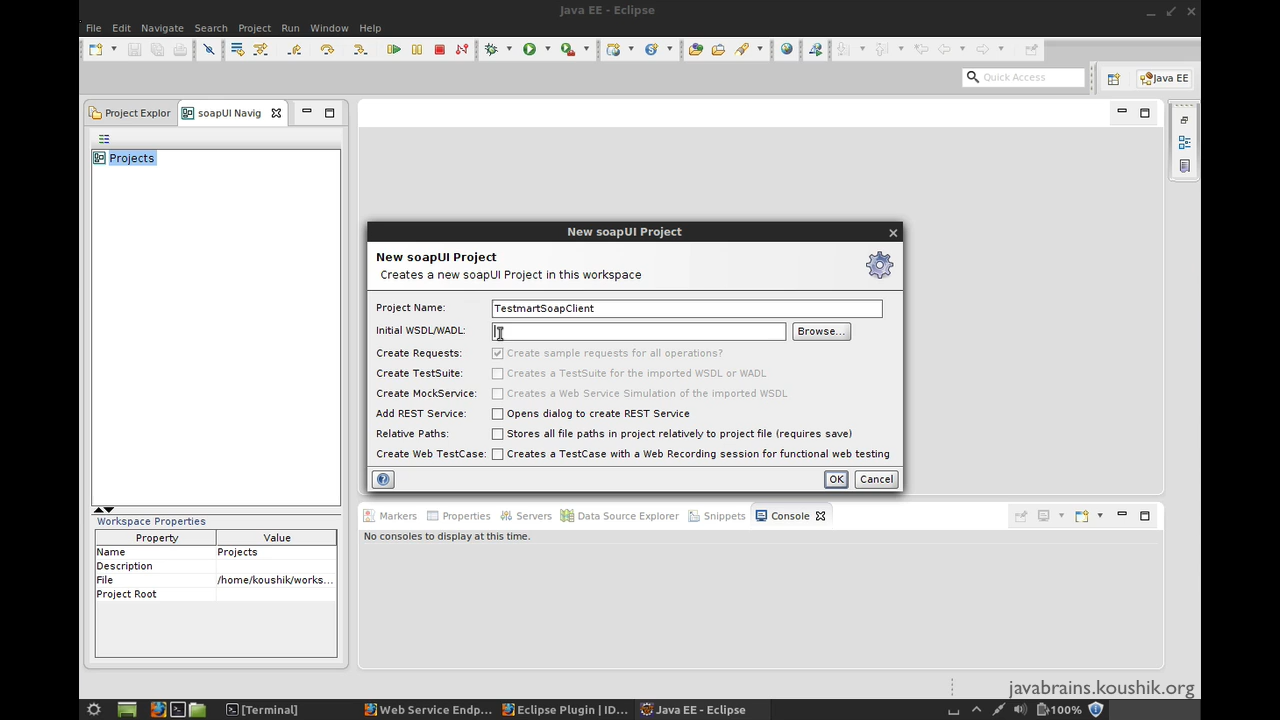 Java EE - Eclipse
File Edit Navigate Search Project Run Window Help
Quick Access
Java EE
Project Explor
soapUI Navig
Projects
New soapUI Project
New soapUI Project
Creates a new soapUI Project in this workspace
Project Name: TestmartSoapClient
Initial WSDL/WADL: Browse...
Create Requests: Create sample requests for all operations?
Create TestSuite: Creates a TestSuite for the imported WSDL or WADL
Create MockService: Creates a Web Service Simulation of the imported WSDL
Add REST Service: Opens dialog to create REST Service
Relative Paths: Stores all file paths in project relatively to project file (requires save)
Create Web TestCase: Creates a TestCase with a Web Recording session for functional web testing
OK Cancel
Workspace Properties
Property Value
Name Projects
Description
File /home/koushik/works...
Project Root
Markers Properties Servers Data Source Explorer Snippets Console
No consoles to display at this time.
javabrains.koushik.org
[Terminal] Web Service Endp... Eclipse Plugin | ID... Java EE - Eclipse 100%